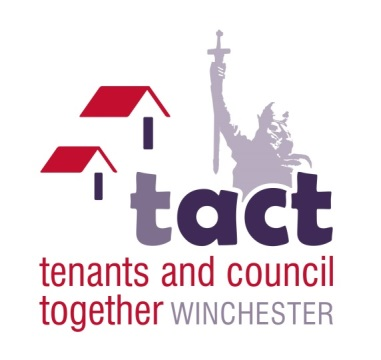 tact
tenants and council
together WINCHESTER